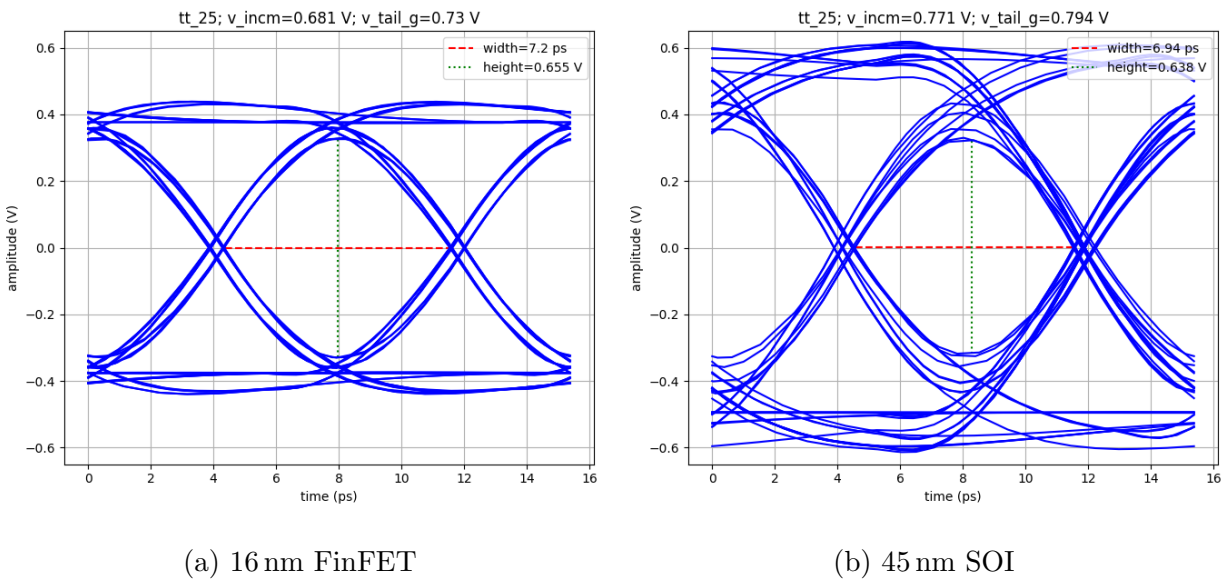 tt_25; v_incm=0.681 V; v_tail_g=0.73 V
width=7.2 ps
height=0.655 V
amplitude (V)
0.6
0.4
0.2
0.0
−0.2
−0.4
−0.6
0 2 4 6 8 10 12 14 16
time (ps)
(a) 16 nm FinFET
tt_25; v_incm=0.771 V; v_tail_g=0.794 V
width=6.94 ps
height=0.638 V
amplitude (V)
0.6
0.4
0.2
0.0
−0.2
−0.4
−0.6
0 2 4 6 8 10 12 14 16
time (ps)
(b) 45 nm SOI